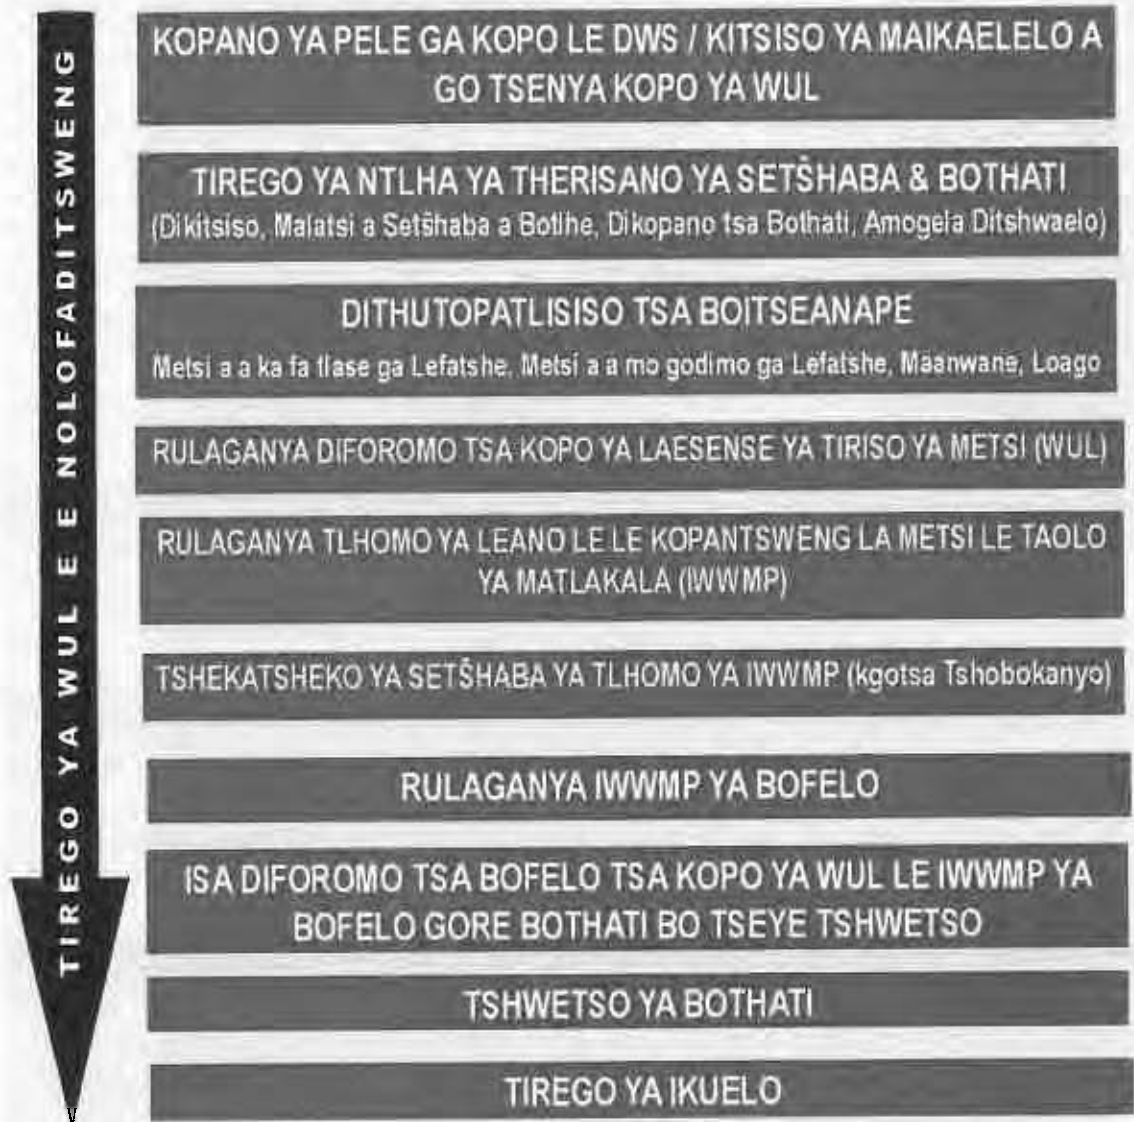 TIREGO YA WUL E E NOLOFADITSWENG
KOPANO YA PELE GA KOPO LE DWS / KITSISO YA MAIKAELELO A
GO TSENYA KOPO YA WUL
TIREGO YA NTLHA YA THERISANO YA SETŠHABA & BOTHATI
(Dikitsiso, Malatsi a Setšhaba a Botlhe, Dikopano tsa Bothati, Amogela Ditshwaelo)
DITHUTOPATLISISO TSA BOITSEANAPE
Metsi a a ka fa tlase ga Lefatshe, Metsi a a mo godimo ga Lefatshe, Maanwane, Loago
RULAGANYA DIFOROMO TSA KOPO YA LAESENSE YA TIRISO YA METSI (WUL)
RULAGANYA TLHOMO YA LEANO LE LE KOPANTSWENG LA METSI LE TAOLO
YA MATLAKALA (IWWMP)
TSHEKATSHEKO YA SETŠHABA YA TLHOMO YA IWWMP (kgotsa Tshobokanyo)
RULAGANYA IWWMP YA BOFELO
ISA DIFOROMO TSA BOFELO TSA KOPO YA WUL LE IWWMP YA
BOFELO GORE BOTHATI BO TSEYE TSHWETSO
TSHWETSO YA BOTHATI
TIREGO YA IKUELO